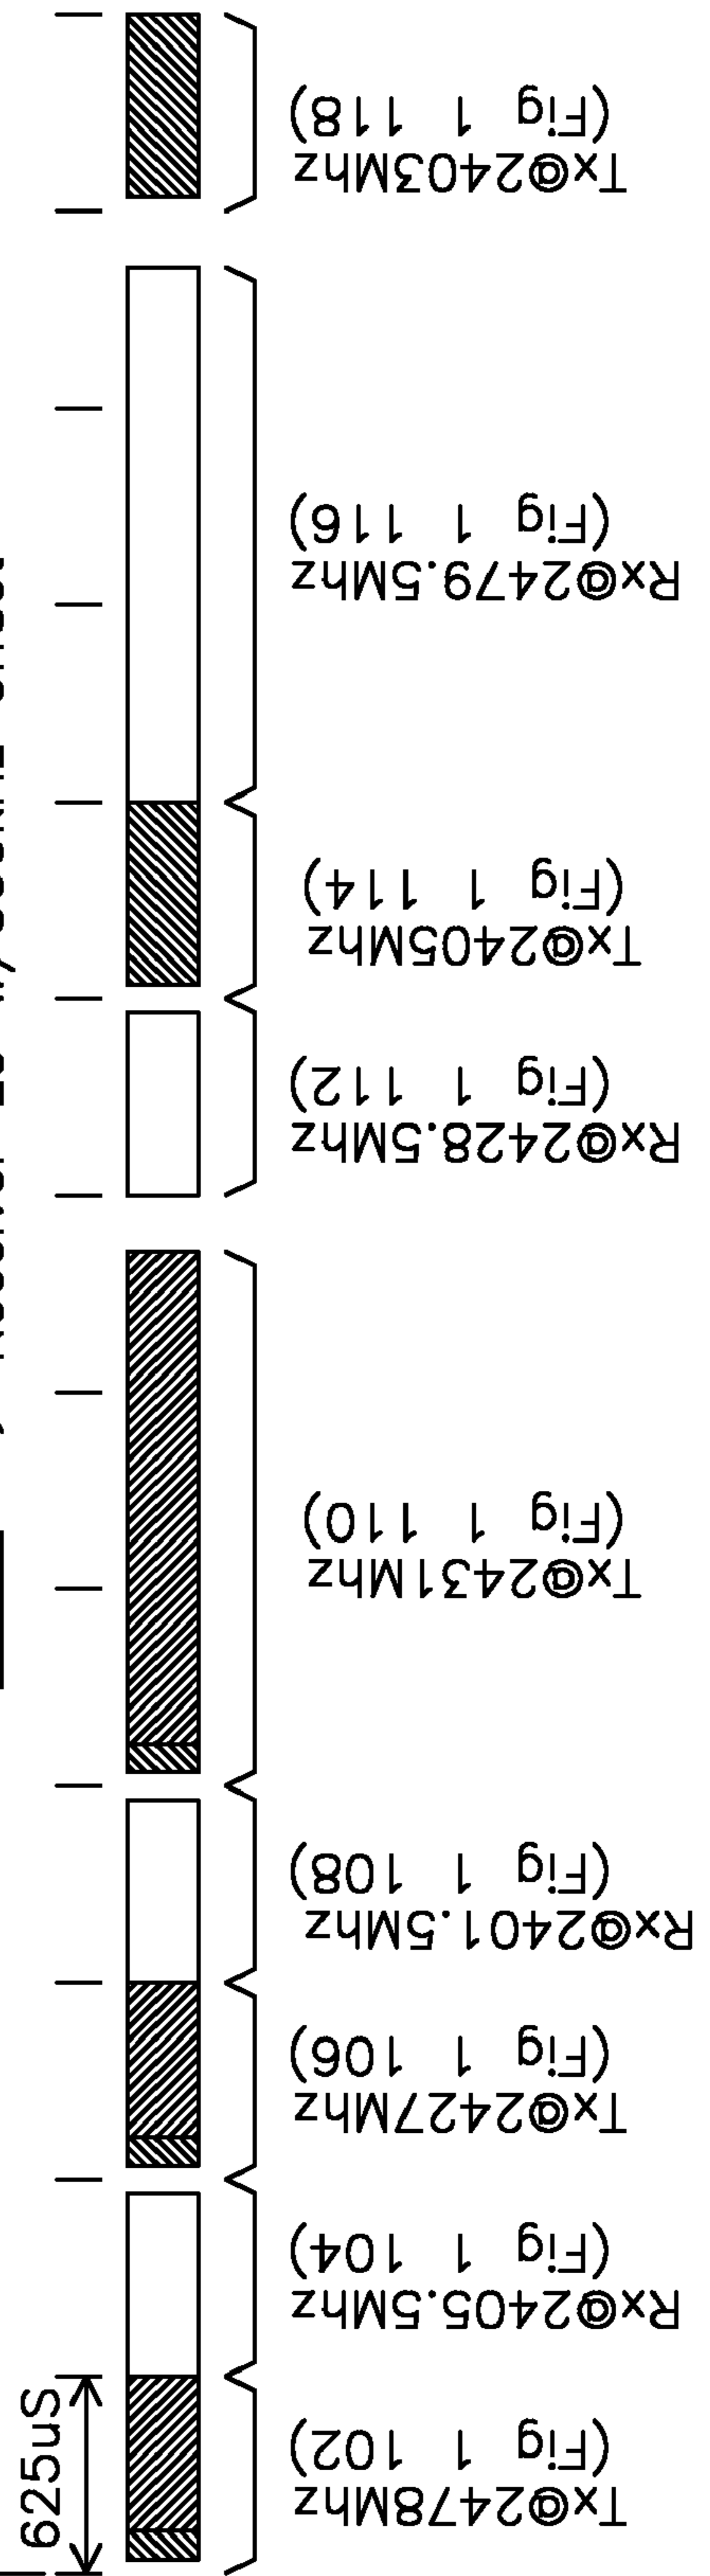 625uS
Tx@2478Mhz
(Fig 1 102)
Rx@2405.5Mhz
(Fig 1 104)
Tx@2427Mhz
(Fig 1 106)
Rx@2401.5Mhz
(Fig 1 108)
Tx@2431Mhz
(Fig 1 110)
Rx@2428.5Mhz
(Fig 1 112)
Tx@2405Mhz
(Fig 1 114)
Rx@2479.5Mhz
(Fig 1 116)
Tx@2403Mhz
(Fig 1 118)